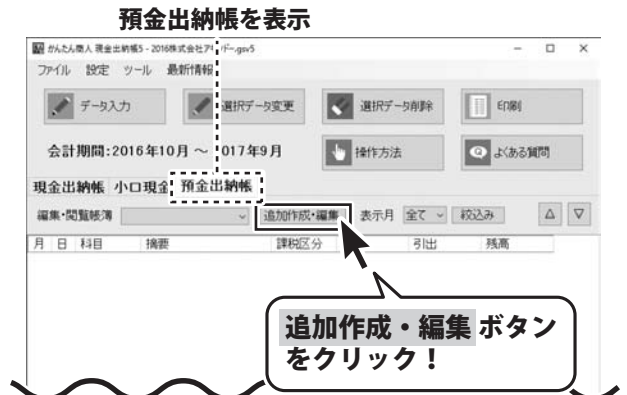 預金出納帳を表示
かんたん商人 現金出納帳5 - 2016株式会社ア
ー.gsv5
ファイル 設定 ツール 最新情報
データ入力 選択データ変更 選択データ削除 印刷
会計期間:2016年10月 ~ 2017年9月 操作方法 よくある質問
現金出納帳 小口現金 預金出納帳
編集・閲覧帳簿 追加作成・編集 表示月 全て 絞込み △ ▽
月 日 科目 摘要 課税区分 引出 残高
追加作成・編集 ボタン
をクリック!